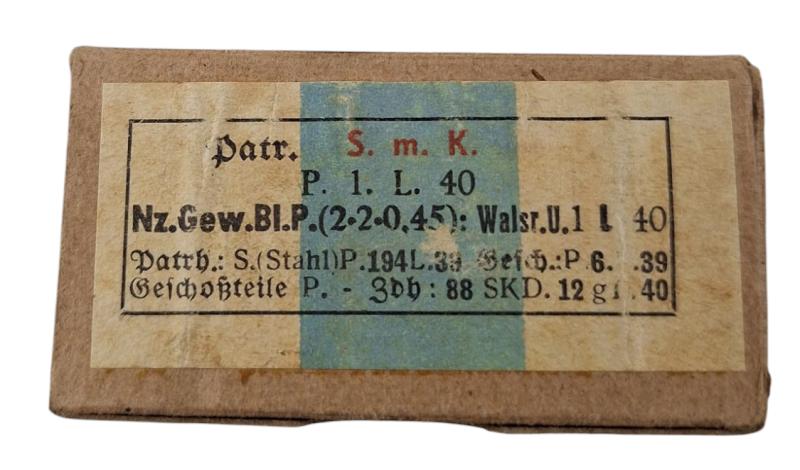 Patr. S. m. K.
P. 1. L. 40
Nz.Gew.Bl.P.(2·2·0,45): Walsr.U.1 L 40
Patrh.: S.(Stahl)P.194L.39 Gesch.:P.6. .39
Geschoßteile P. - Zdh: 88 SKD. 12 g .40